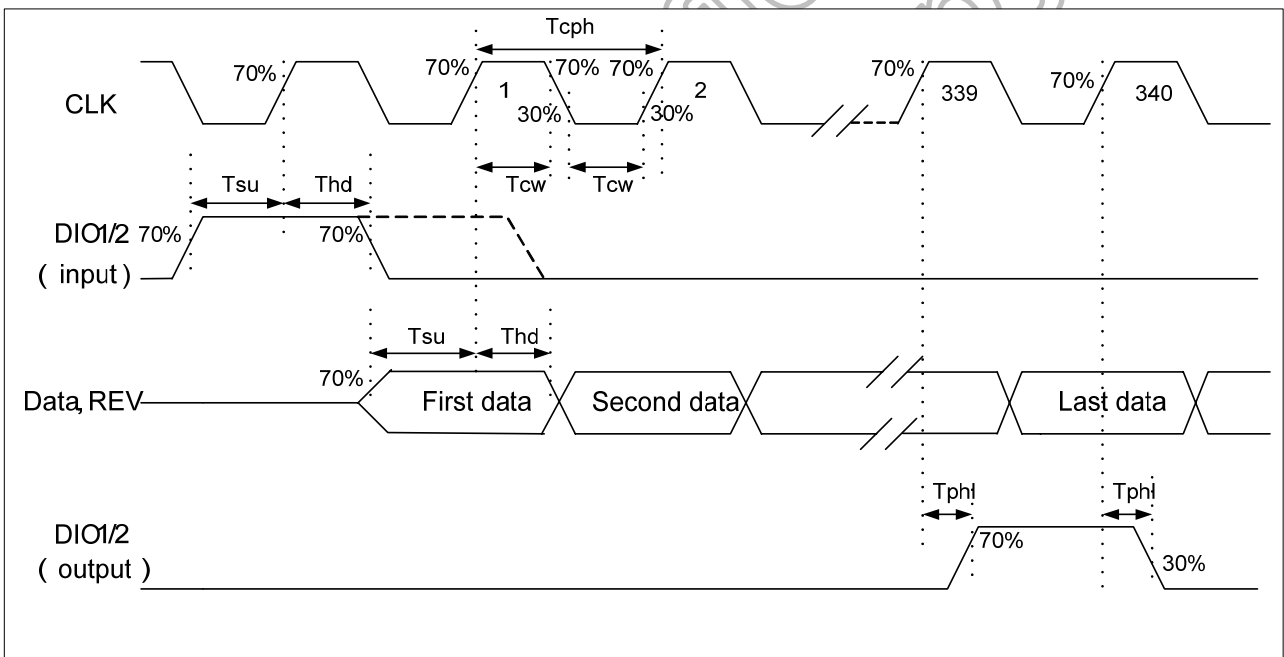 Tcph
70% 70% 70% 70% 70% 70%
CLK 1 2 339 340
30% 30%
Tsu Thd Tcw Tcw
DIO1/2 70% 70%
( input )
Tsu Thd
70%
Data, REV First data Second data Last data
Tphl Tphl
DIO1/2 70%
( output ) 30%